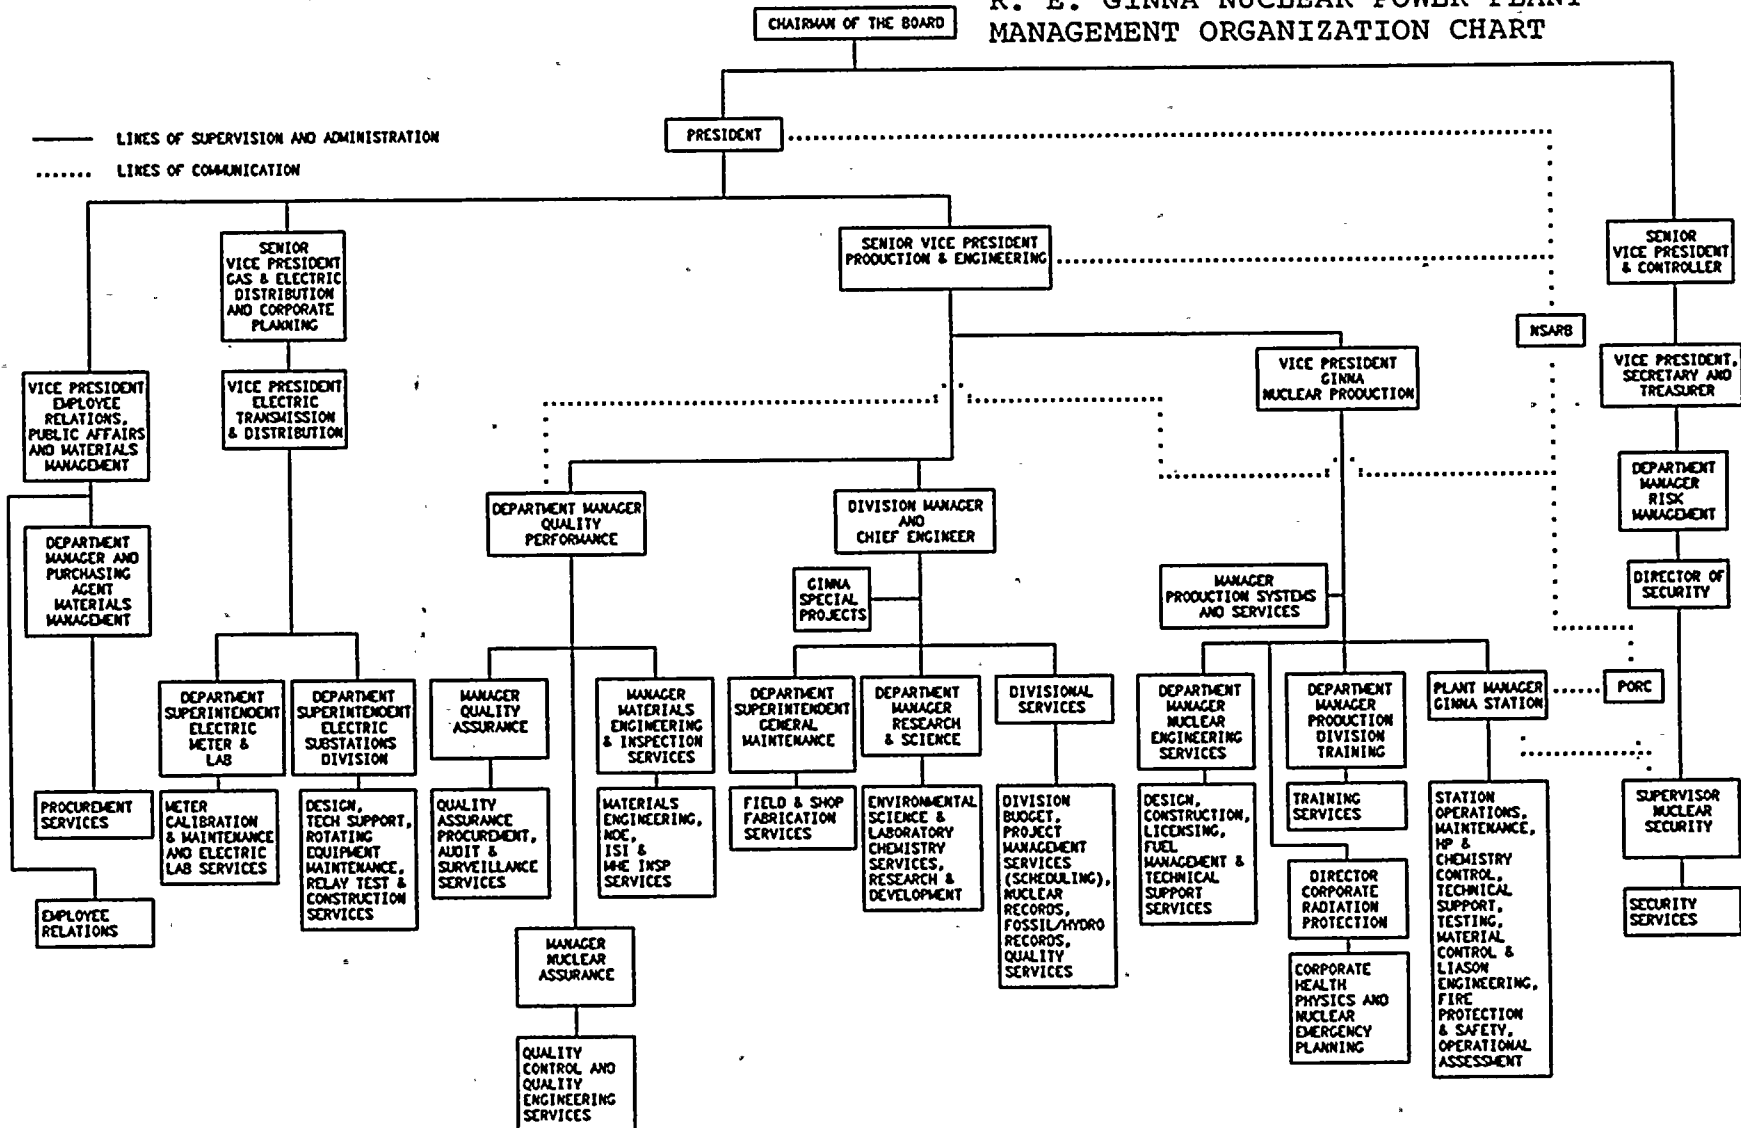 R. E. GINNA NUCLEAR POWER PLANT
MANAGEMENT ORGANIZATION CHART
CHAIRMAN OF THE BOARD
LINES OF SUPERVISION AND ADMINISTRATION
LINES OF COMMUNICATION
PRESIDENT
SENIOR
VICE PRESIDENT
GAS & ELECTRIC
DISTRIBUTION
AND CORPORATE
PLANNING
SENIOR VICE PRESIDENT
PRODUCTION & ENGINEERING
SENIOR
VICE PRESIDENT
& CONTROLLER
NSARB
VICE PRESIDENT
EMPLOYEE
RELATIONS,
PUBLIC AFFAIRS
AND MATERIALS
MANAGEMENT
VICE PRESIDENT
ELECTRIC
TRANSMISSION
& DISTRIBUTION
VICE PRESIDENT
GINNA
NUCLEAR PRODUCTION
VICE PRESIDENT,
SECRETARY AND
TREASURER
DEPARTMENT
MANAGER
RISK
MANAGEMENT
DEPARTMENT MANAGER
QUALITY
PERFORMANCE
DIVISION MANAGER
AND
CHIEF ENGINEER
DEPARTMENT
MANAGER AND
PURCHASING
AGENT
MATERIALS
MANAGEMENT
GINNA
SPECIAL
PROJECTS
MANAGER
PRODUCTION SYSTEMS
AND SERVICES
DIRECTOR OF
SECURITY
DEPARTMENT
SUPERINTENDENT
ELECTRIC
METER &
LAB
DEPARTMENT
SUPERINTENDENT
ELECTRIC
SUBSTATIONS
DIVISION
MANAGER
QUALITY
ASSURANCE
MANAGER
MATERIALS
ENGINEERING
& INSPECTION
SERVICES
DEPARTMENT
SUPERINTENDENT
GENERAL
MAINTENANCE
DEPARTMENT
MANAGER
RESEARCH
& SCIENCE
DIVISIONAL
SERVICES
DEPARTMENT
MANAGER
NUCLEAR
ENGINEERING
SERVICES
DEPARTMENT
MANAGER
PRODUCTION
DIVISION
TRAINING
PLANT MANAGER
GINNA STATION
PORC
PROCUREMENT
SERVICES
METER
CALIBRATION
& MAINTENANCE
AND ELECTRIC
LAB SERVICES
DESIGN,
TECH SUPPORT,
ROTATING
EQUIPMENT
MAINTENANCE,
RELAY TEST &
CONSTRUCTION
SERVICES
QUALITY
ASSURANCE
PROCUREMENT,
AUDIT &
SURVEILLANCE
SERVICES
MATERIALS
ENGINEERING,
NDE,
ISI &
MHE INSP
SERVICES
FIELD & SHOP
FABRICATION
SERVICES
ENVIRONMENTAL
SCIENCE &
LABORATORY
CHEMISTRY
SERVICES,
RESEARCH &
DEVELOPMENT
DIVISION
BUDGET,
PROJECT
MANAGEMENT
SERVICES
(SCHEDULING),
NUCLEAR
RECORDS,
FOSSIL/HYDRO
RECORDS,
QUALITY
SERVICES
DESIGN,
CONSTRUCTION,
LICENSING,
FUEL
MANAGEMENT &
TECHNICAL
SUPPORT
SERVICES
TRAINING
SERVICES
STATION
OPERATIONS,
MAINTENANCE,
HP &
CHEMISTRY
CONTROL,
TECHNICAL
SUPPORT,
TESTING,
MATERIAL
CONTROL &
LIASON
ENGINEERING,
FIRE
PROTECTION
& SAFETY,
OPERATIONAL
ASSESSMENT
SUPERVISOR
NUCLEAR
SECURITY
EMPLOYEE
RELATIONS
MANAGER
NUCLEAR
ASSURANCE
DIRECTOR
CORPORATE
RADIATION
PROTECTION
SECURITY
SERVICES
CORPORATE
HEALTH
PHYSICS AND
NUCLEAR
EMERGENCY
PLANNING
QUALITY
CONTROL AND
QUALITY
ENGINEERING
SERVICES